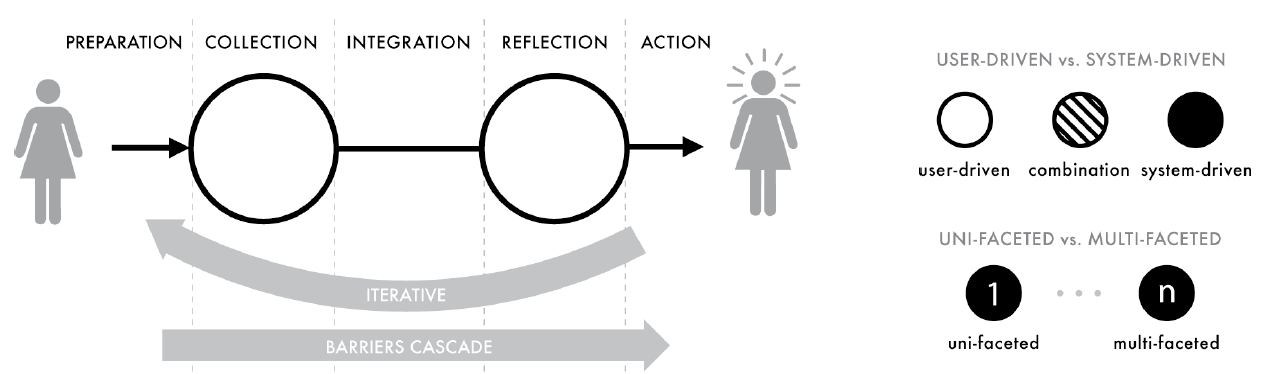 PREPARATION COLLECTION INTEGRATION REFLECTION ACTION
ITERATIVE
BARRIERS CASCADE
USER-DRIVEN vs. SYSTEM-DRIVEN
user-driven combination system-driven
UNI-FACETED vs. MULTI-FACETED
1 n
uni-faceted multi-faceted